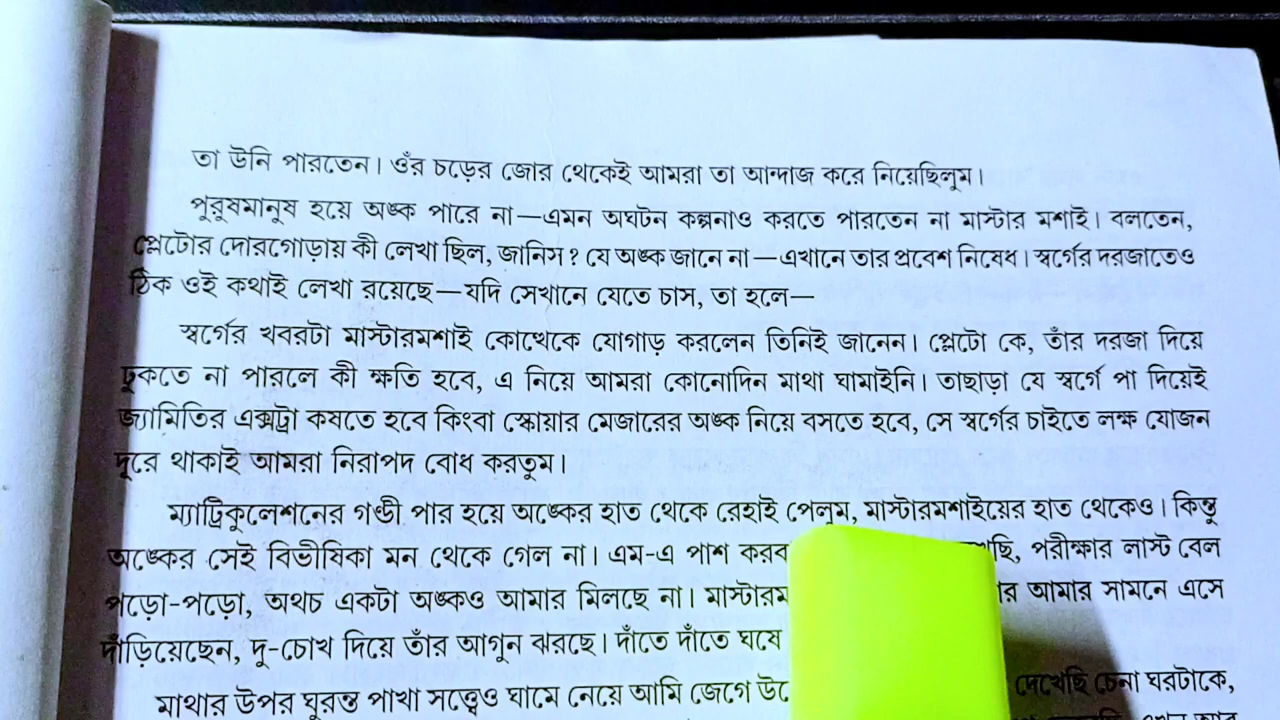 তা উনি পারতেন। ওঁর চড়ের জোর থেকেই আমরা তা আন্দাজ করে নিয়েছিলুম।
পুরুষমানুষ হয়ে অঙ্ক পারে না—এমন অঘটন কল্পনাও করতে পারতেন না মাস্টার মশাই। বলতেন,
প্লেটোর দোরগোড়ায় কী লেখা ছিল, জানিস? যে অঙ্ক জানে না—এখানে তার প্রবেশ নিষেধ। স্বর্গের দরজাতেও
ঠিক ওই কথাই লেখা রয়েছে—যদি সেখানে যেতে চাস, তা হলে—
স্বর্গের খবরটা মাস্টারমশাই কোত্থেকে যোগাড় করলেন তিনিই জানেন। প্লেটো কে, তাঁর দরজা দিয়ে
ঢুকতে না পারলে কী ক্ষতি হবে, এ নিয়ে আমরা কোনোদিন মাথা ঘামাইনি। তাছাড়া যে স্বর্গে পা দিয়েই
জ্যামিতির এক্সট্রা কষতে হবে কিংবা স্কোয়ার মেজারের অঙ্ক নিয়ে বসতে হবে, সে স্বর্গের চাইতে লক্ষ যোজন
দূরে থাকাই আমরা নিরাপদ বোধ করতুম।
ম্যাট্রিকুলেশনের গণ্ডী পার হয়ে অঙ্কের হাত থেকে রেহাই পেলুম, মাস্টারমশাইয়ের হাত থেকেও। কিন্তু
অঙ্কের সেই বিভীষিকা মন থেকে গেল না। এম-এ পাশ পরীক্ষার লাস্ট বেল
পড়ো-পড়ো, অথচ একটা অঙ্কও আমার মিলছে না। আমার সামনে এসে
দাঁড়িয়েছেন, দু-চোখ দিয়ে তাঁর আগুন ঝরছে। দাঁতে দাঁতে ঘষে
মাথার উপর ঘুরন্ত পাখা সত্ত্বেও ঘামে নেয়ে আমি জেগে দেখেছি চেনা ঘরটাকে,